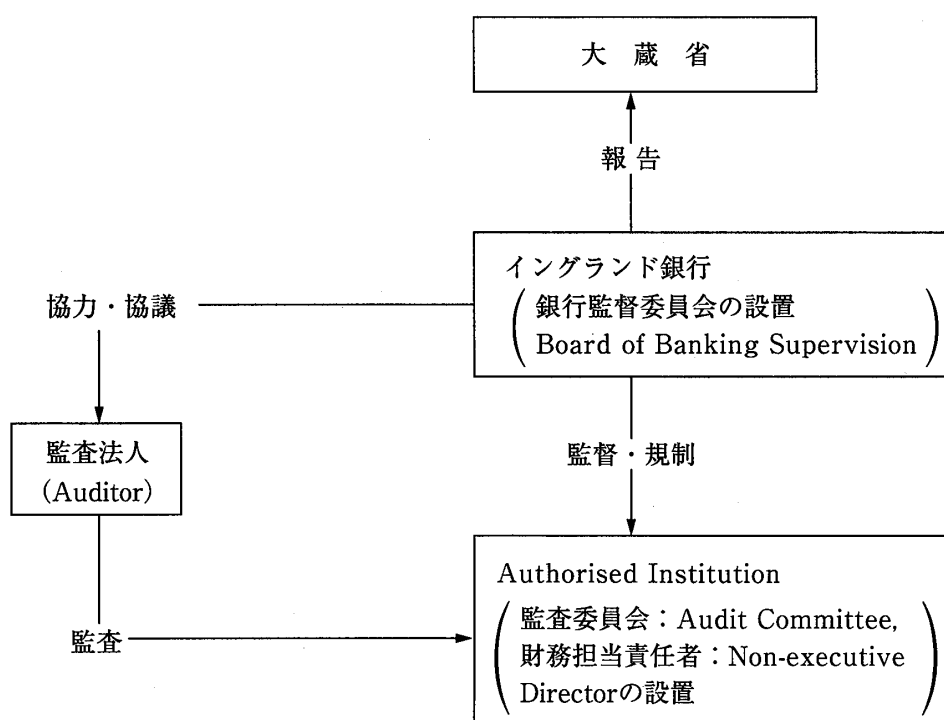 大蔵省
報告
イングランド銀行
(銀行監督委員会の設置
Board of Banking Supervision)
協力・協議
監査法人
(Auditor)
監督・規制
Authorised Institution
(監査委員会：Audit Committee,
財務担当責任者：Non-executive
Directorの設置)
監査